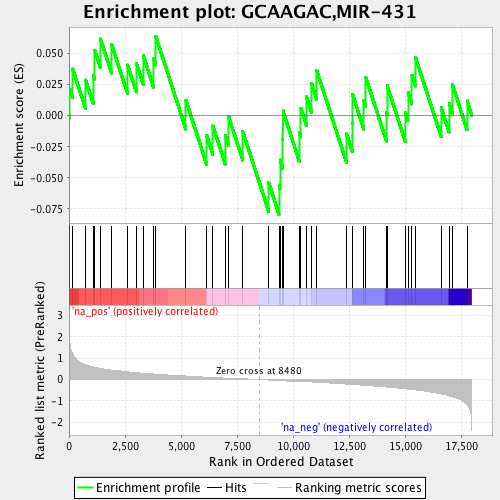 Enrichment plot: GCAAGAC,MIR-431
Enrichment score (ES)
0.050
0.025
0.000
-0.025
-0.050
-0.075
'na_pos' (positively correlated)
Ranked list metric (PreRanked)
3
2
1
0
-1
-2
Zero cross at 8480
'na_neg' (negatively correlated)
0
2,500
5,000
7,500
10,000
12,500
15,000
17,500
Rank in Ordered Dataset
Enrichment profile
Hits
Ranking metric scores